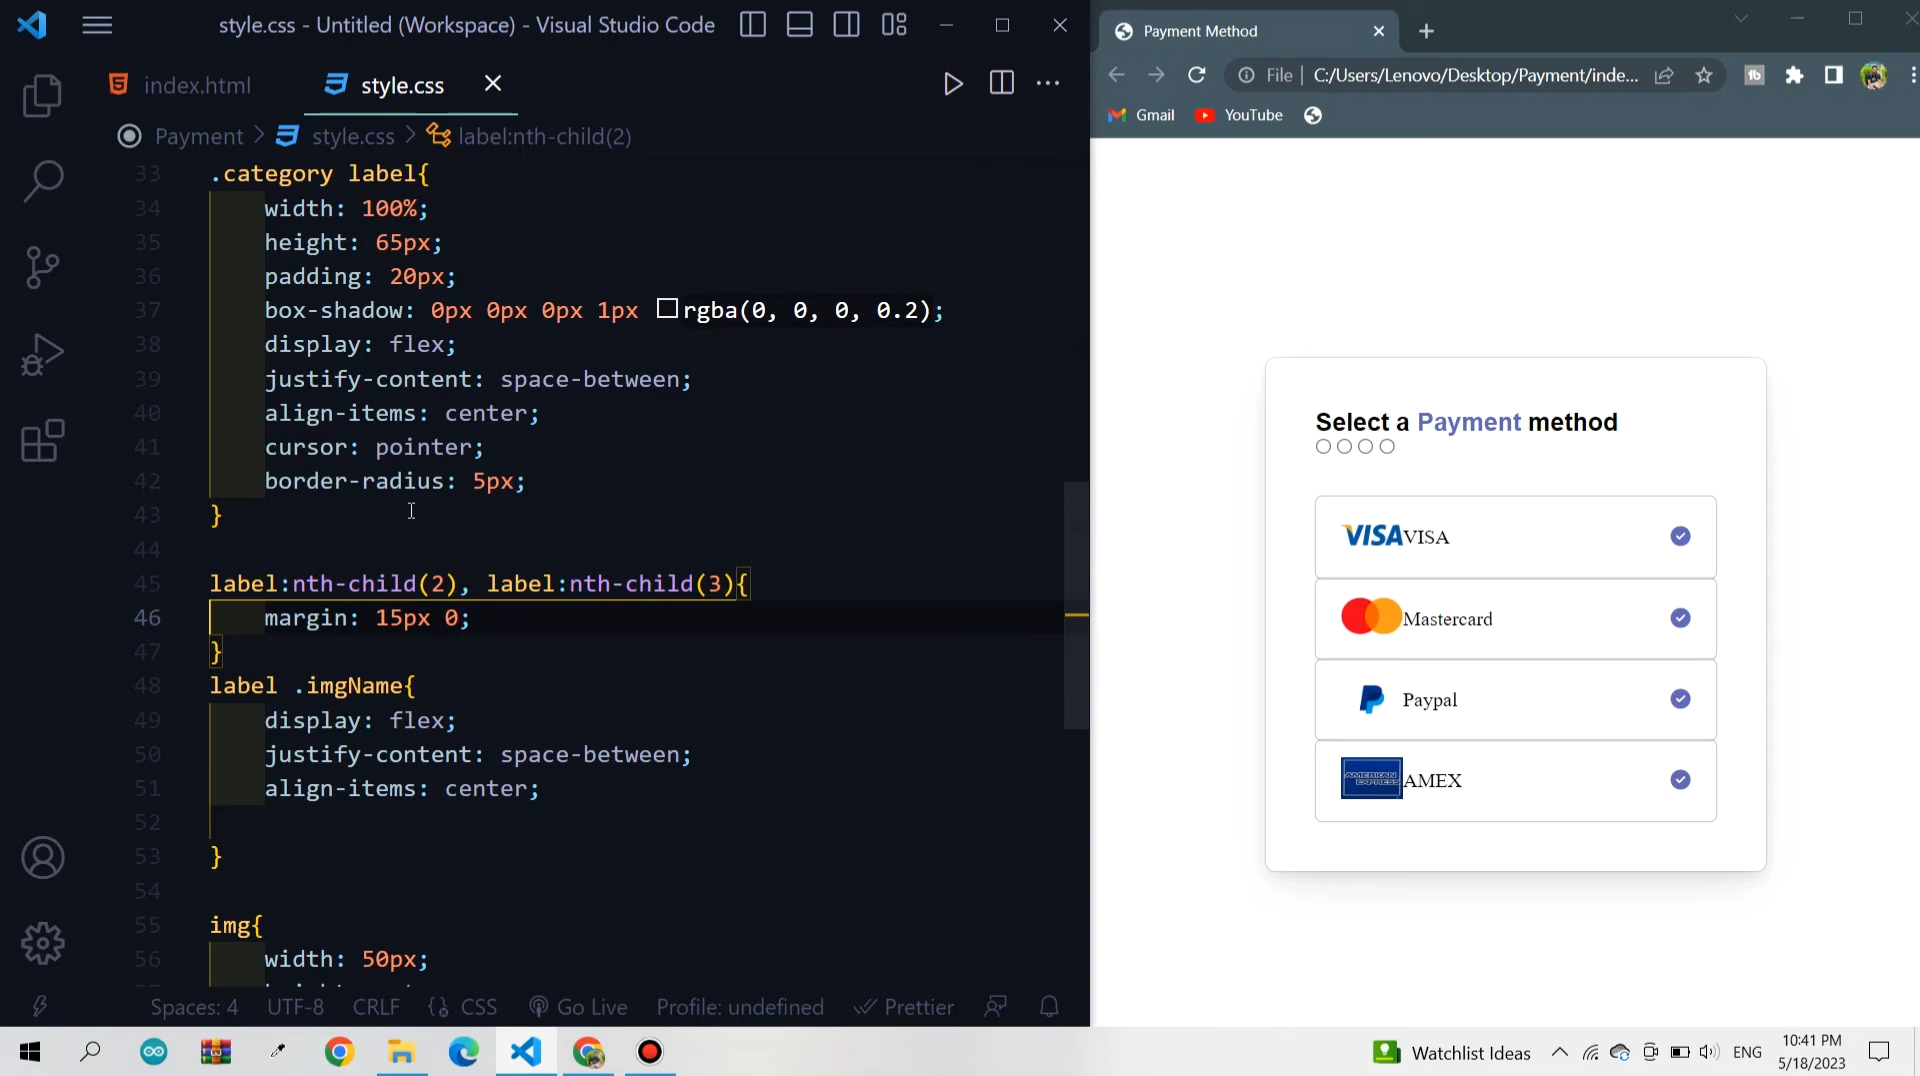 style.css - Untitled (Workspace) - Visual Studio Code
index.html
style.css
Payment > style.css > label:nth-child(2)
33 .category label{
34 width: 100%;
35 height: 65px;
36 padding: 20px;
37 box-shadow: 0px 0px 0px 1px rgba(0, 0, 0, 0.2);
38 display: flex;
39 justify-content: space-between;
40 align-items: center;
41 cursor: pointer;
42 border-radius: 5px;
43 }
44
45 label:nth-child(2), label:nth-child(3){
46 margin: 15px 0;
47 }
48 label .imgName{
49 display: flex;
50 justify-content: space-between;
51 align-items: center;
52
53 }
54
55 img{
56 width: 50px;
Spaces: 4 UTF-8 CRLF {} CSS Go Live Profile: undefined Prettier
Payment Method
File | C:/Users/Lenovo/Desktop/Payment/inde...
Gmail YouTube
Select a Payment method
VISA VISA
Mastercard
Paypal
AMERICAN EXPRESS AMEX
Watchlist Ideas ENG
10:41 PM
5/18/2023